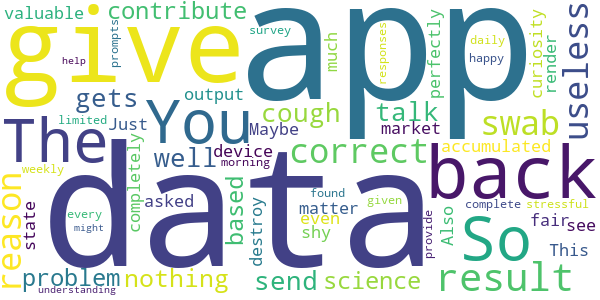 valuable contribute
give app
survey prompts help much responses perfectly daily happy curiosity render useless
gets output
The You Just Maybe cough talk market swab
limited device accumulated
well correct back
weekly completely morning
reason state data
asked based destroy found even matter shy given provide Also fair see
every might So complete stressful This
problem nothing send science result
understanding